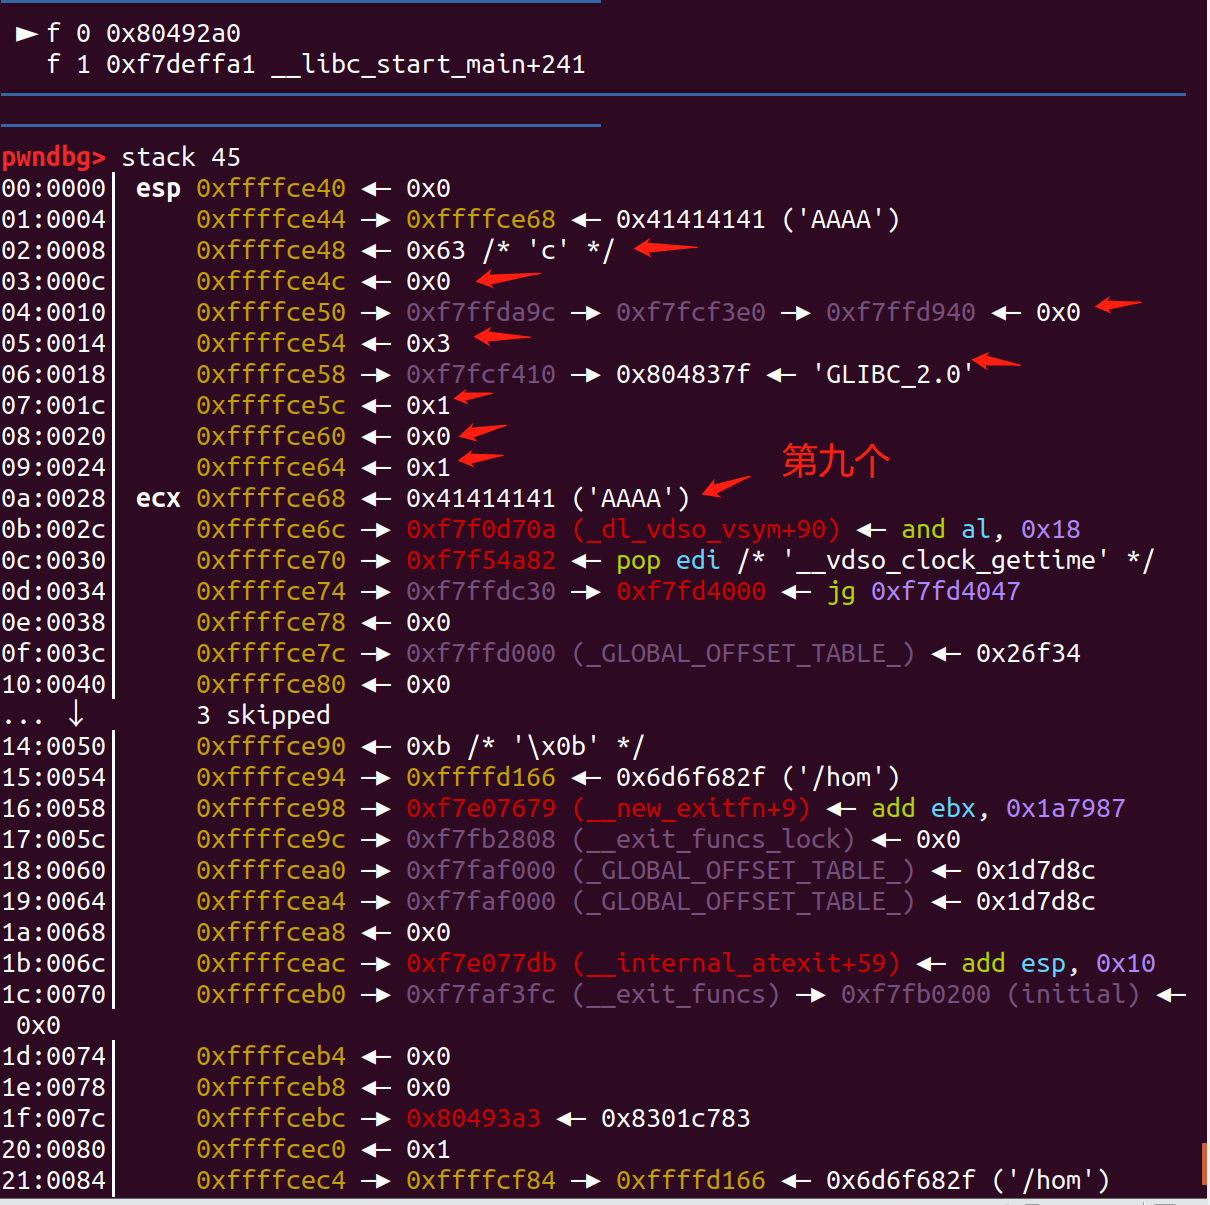 ► f 0 0x80492a0
f 1 0xf7deffa1 __libc_start_main+241
pwndbg> stack 45
00:0000│ esp 0xffffce40 ◂— 0x0
01:0004│ 0xffffce44 —▸ 0xffffce68 ◂— 0x41414141 ('AAAA')
02:0008│ 0xffffce48 ◂— 0x63 /* 'c' */
03:000c│ 0xffffce4c ◂— 0x0
04:0010│ 0xffffce50 —▸ 0xf7ffda9c —▸ 0xf7fcf3e0 —▸ 0xf7ffd940 ◂— 0x0
05:0014│ 0xffffce54 ◂— 0x3
06:0018│ 0xffffce58 —▸ 0xf7fcf410 —▸ 0x804837f ◂— 'GLIBC_2.0'
07:001c│ 0xffffce5c ◂— 0x1
08:0020│ 0xffffce60 ◂— 0x0
09:0024│ 0xffffce64 ◂— 0x1
第九个
0a:0028│ ecx 0xffffce68 ◂— 0x41414141 ('AAAA')
0b:002c│ 0xffffce6c —▸ 0xf7f0d70a (_dl_vdso_vsym+90) ◂— and al, 0x18
0c:0030│ 0xffffce70 —▸ 0xf7f54a82 ◂— pop edi /* '__vdso_clock_gettime' */
0d:0034│ 0xffffce74 —▸ 0xf7ffdc30 —▸ 0xf7fd4000 ◂— jg 0xf7fd4047
0e:0038│ 0xffffce78 ◂— 0x0
0f:003c│ 0xffffce7c —▸ 0xf7ffd000 (_GLOBAL_OFFSET_TABLE_) ◂— 0x26f34
10:0040│ 0xffffce80 ◂— 0x0
... ↓ 3 skipped
14:0050│ 0xffffce90 ◂— 0xb /* '\x0b' */
15:0054│ 0xffffce94 —▸ 0xffffd166 ◂— 0x6d6f682f ('/hom')
16:0058│ 0xffffce98 —▸ 0xf7e07679 (__new_exitfn+9) ◂— add ebx, 0x1a7987
17:005c│ 0xffffce9c —▸ 0xf7fb2808 (__exit_funcs_lock) ◂— 0x0
18:0060│ 0xffffcea0 —▸ 0xf7faf000 (_GLOBAL_OFFSET_TABLE_) ◂— 0x1d7d8c
19:0064│ 0xffffcea4 —▸ 0xf7faf000 (_GLOBAL_OFFSET_TABLE_) ◂— 0x1d7d8c
1a:0068│ 0xffffcea8 ◂— 0x0
1b:006c│ 0xffffceac —▸ 0xf7e077db (__internal_atexit+59) ◂— add esp, 0x10
1c:0070│ 0xffffceb0 —▸ 0xf7faf3fc (__exit_funcs) —▸ 0xf7fb0200 (initial) ◂—
0x0
1d:0074│ 0xffffceb4 ◂— 0x0
1e:0078│ 0xffffceb8 ◂— 0x0
1f:007c│ 0xffffcebc —▸ 0x80493a3 ◂— 0x8301c783
20:0080│ 0xffffcec0 ◂— 0x1
21:0084│ 0xffffcec4 —▸ 0xffffcf84 —▸ 0xffffd166 ◂— 0x6d6f682f ('/hom')